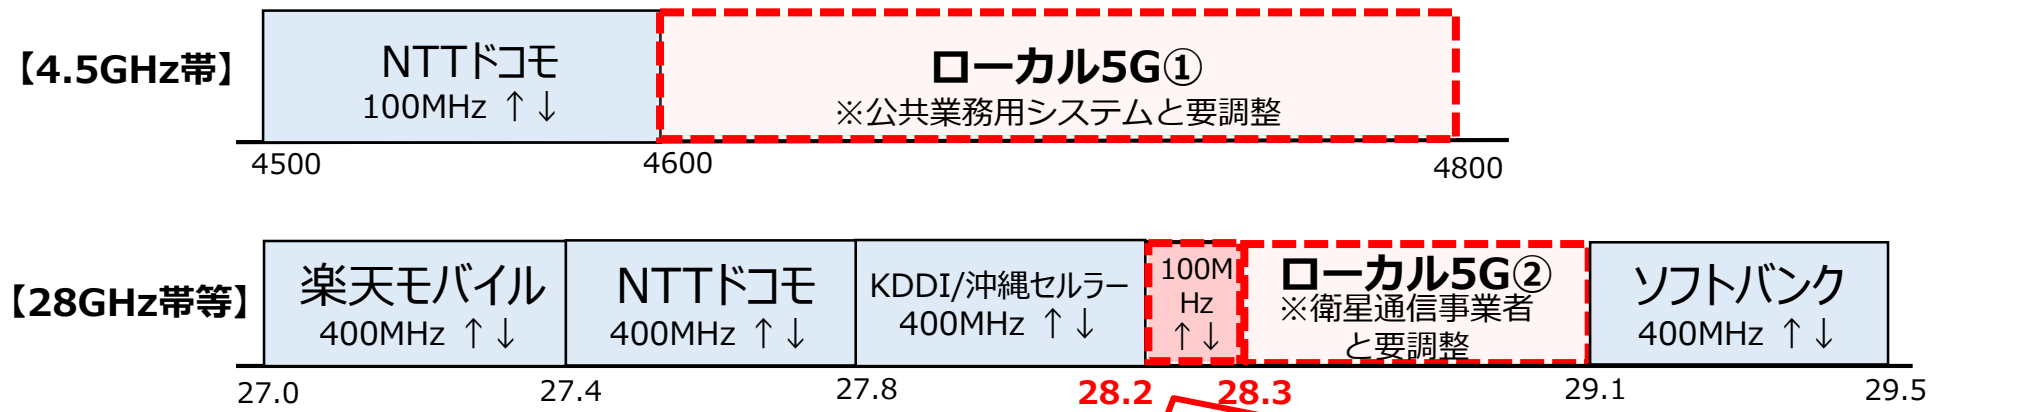 【4.5GHz帯】
NTTドコモ
100MHz ↑↓
ローカル5G①
※公共業務用システムと要調整
4500
4600
4800
【28GHz帯等】
楽天モバイル
400MHz ↑↓
NTTドコモ
400MHz ↑↓
KDDI/沖縄セルラー
400MHz ↑↓
100M
Hz
↑↓
ローカル5G②
※衛星通信事業者
と要調整
ソフトバンク
400MHz ↑↓
27.0
27.4
27.8
28.2
28.3
29.1
29.5